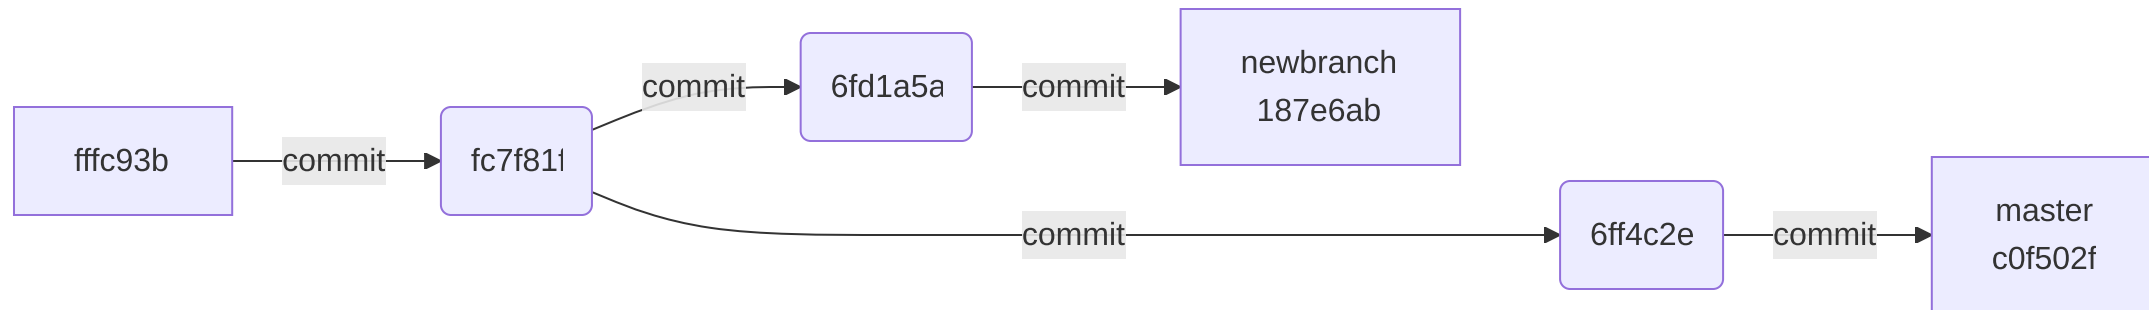 fffc93b
commit
fc7f81f
commit
6fd1a5a
commit
newbranch
187e6ab
commit
6ff4c2e
commit
master
c0f502f